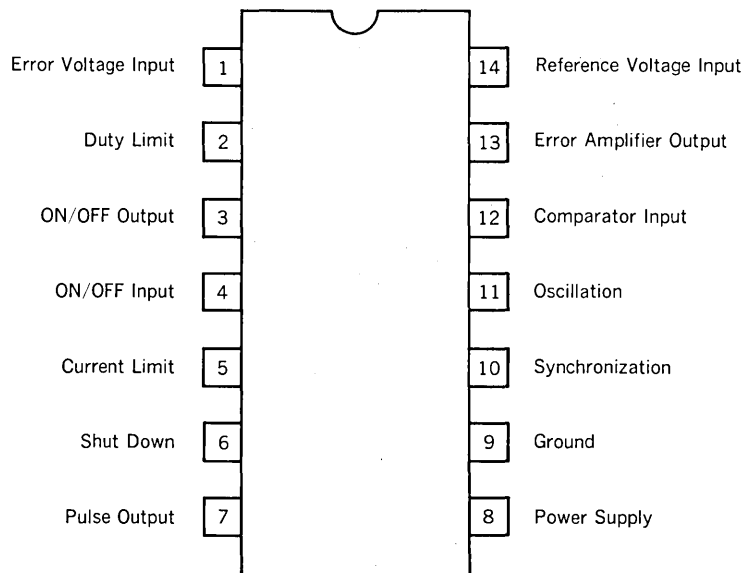 Error Voltage Input 1
Duty Limit 2
ON/OFF Output 3
ON/OFF Input 4
Current Limit 5
Shut Down 6
Pulse Output 7
14 Reference Voltage Input
13 Error Amplifier Output
12 Comparator Input
11 Oscillation
10 Synchronization
9 Ground
8 Power Supply